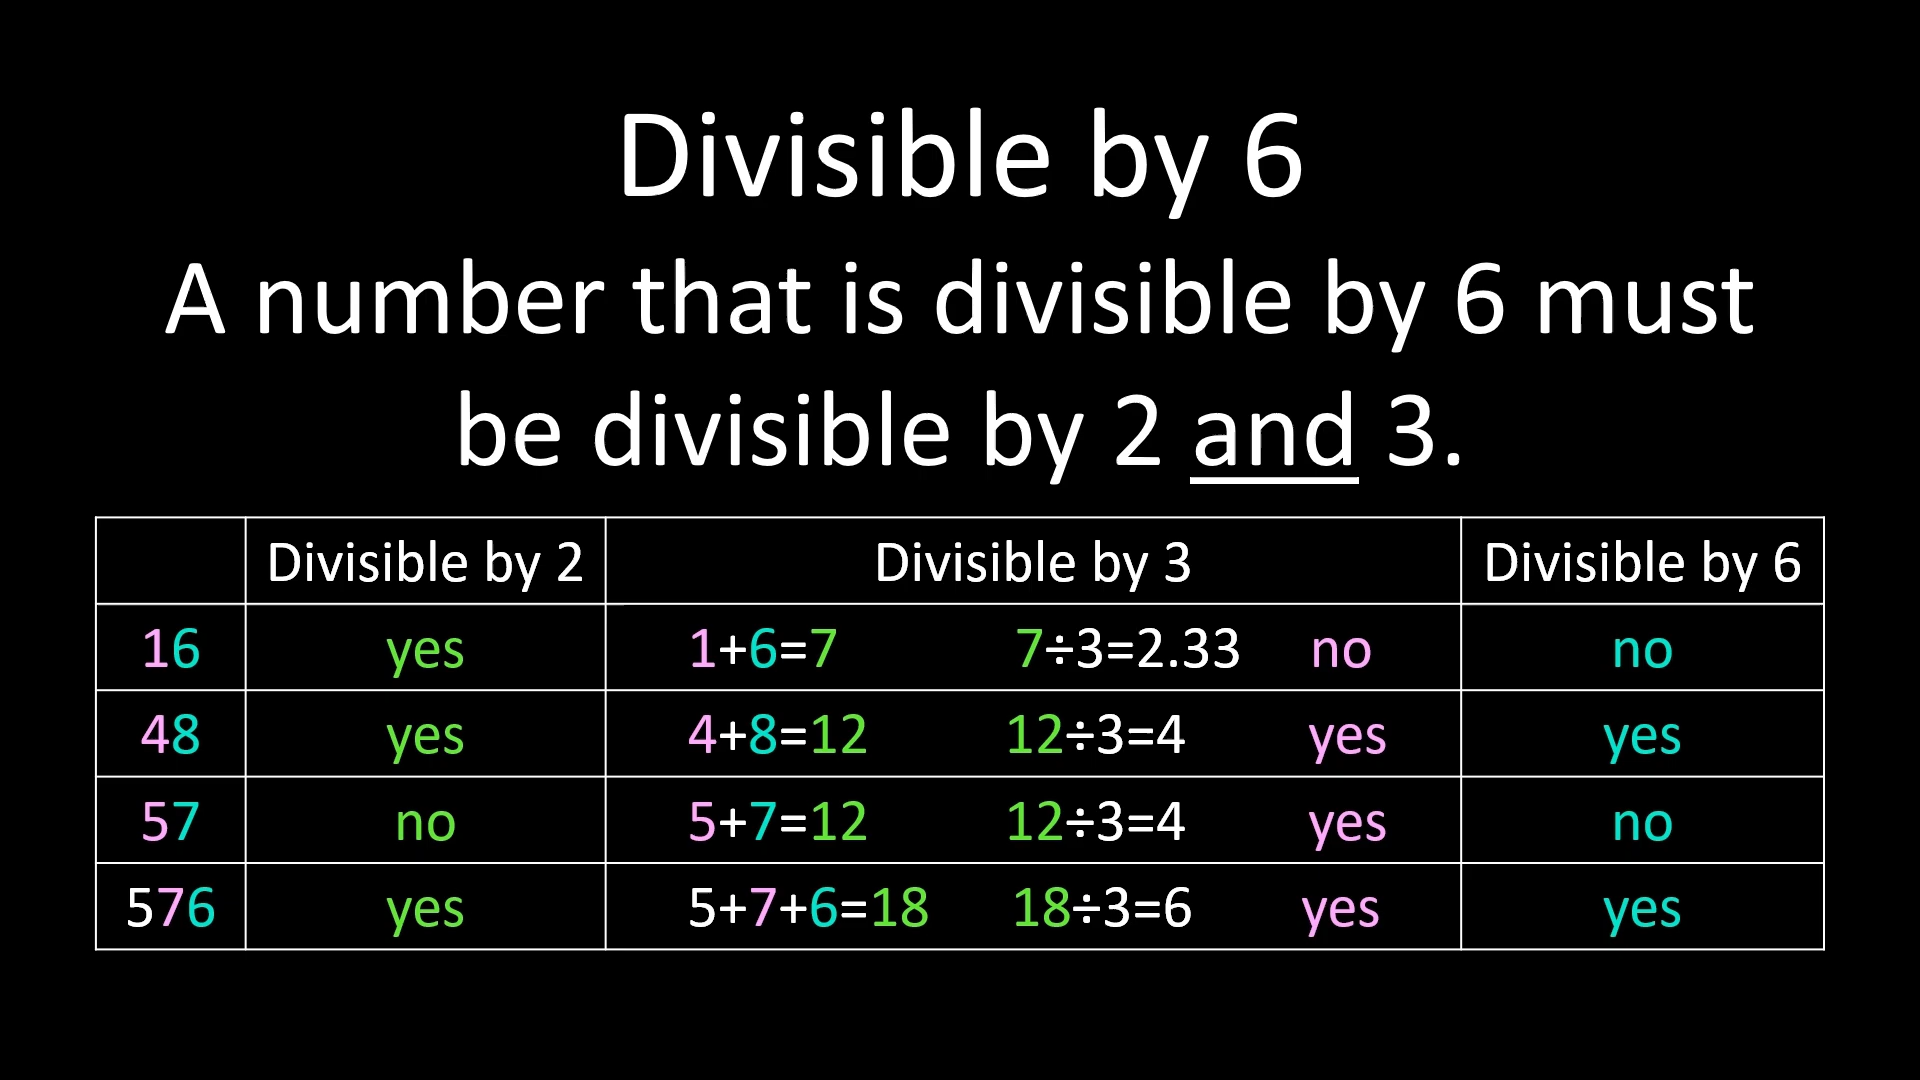 Divisible by 6
A number that is divisible by 6 must
be divisible by 2 and 3.
Divisible by 2 Divisible by 3 Divisible by 6
16 yes 1+6=7 7÷3=2.33 no no
48 yes 4+8=12 12÷3=4 yes yes
57 no 5+7=12 12÷3=4 yes no
576 yes 5+7+6=18 18÷3=6 yes yes